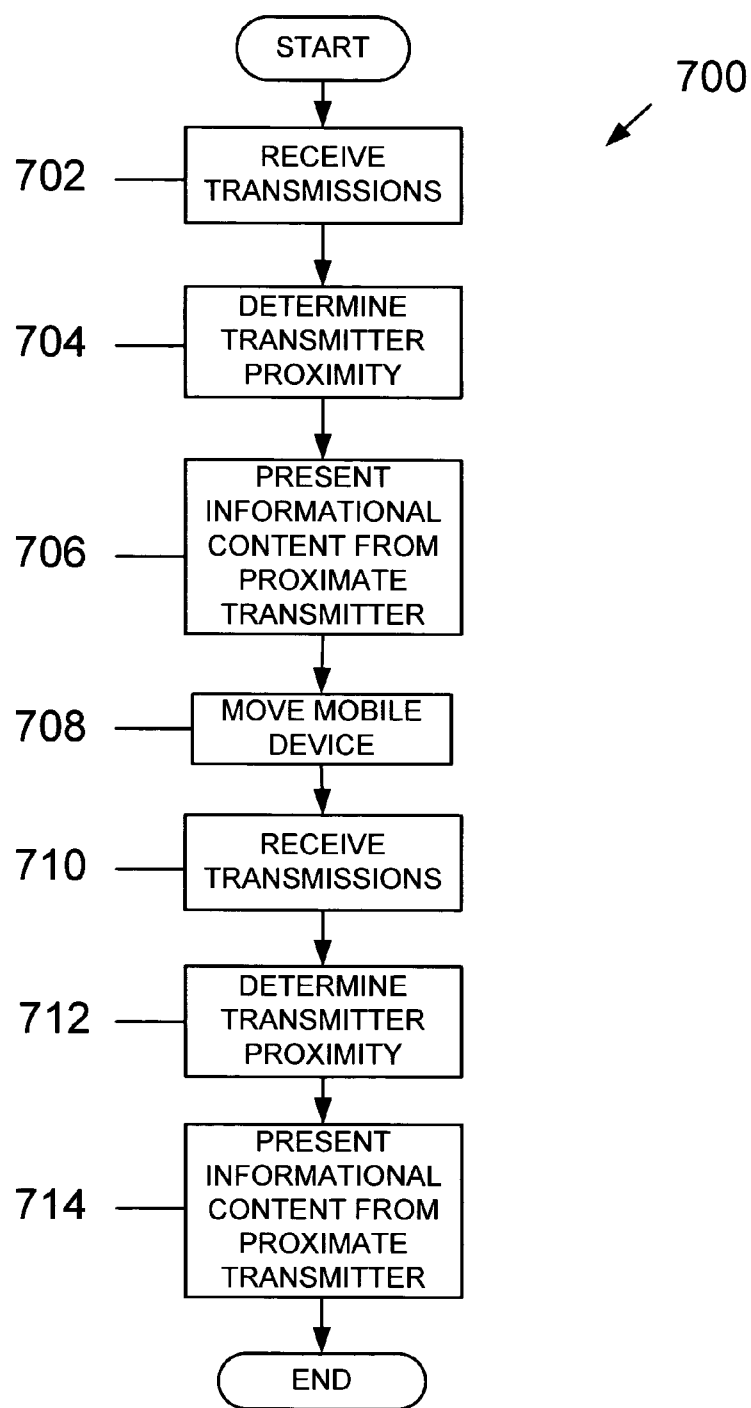 START
700
702
RECEIVE
TRANSMISSIONS
704
DETERMINE
TRANSMITTER
PROXIMITY
706
PRESENT
INFORMATIONAL
CONTENT FROM
PROXIMATE
TRANSMITTER
708
MOVE MOBILE
DEVICE
710
RECEIVE
TRANSMISSIONS
712
DETERMINE
TRANSMITTER
PROXIMITY
714
PRESENT
INFORMATIONAL
CONTENT FROM
PROXIMATE
TRANSMITTER
END